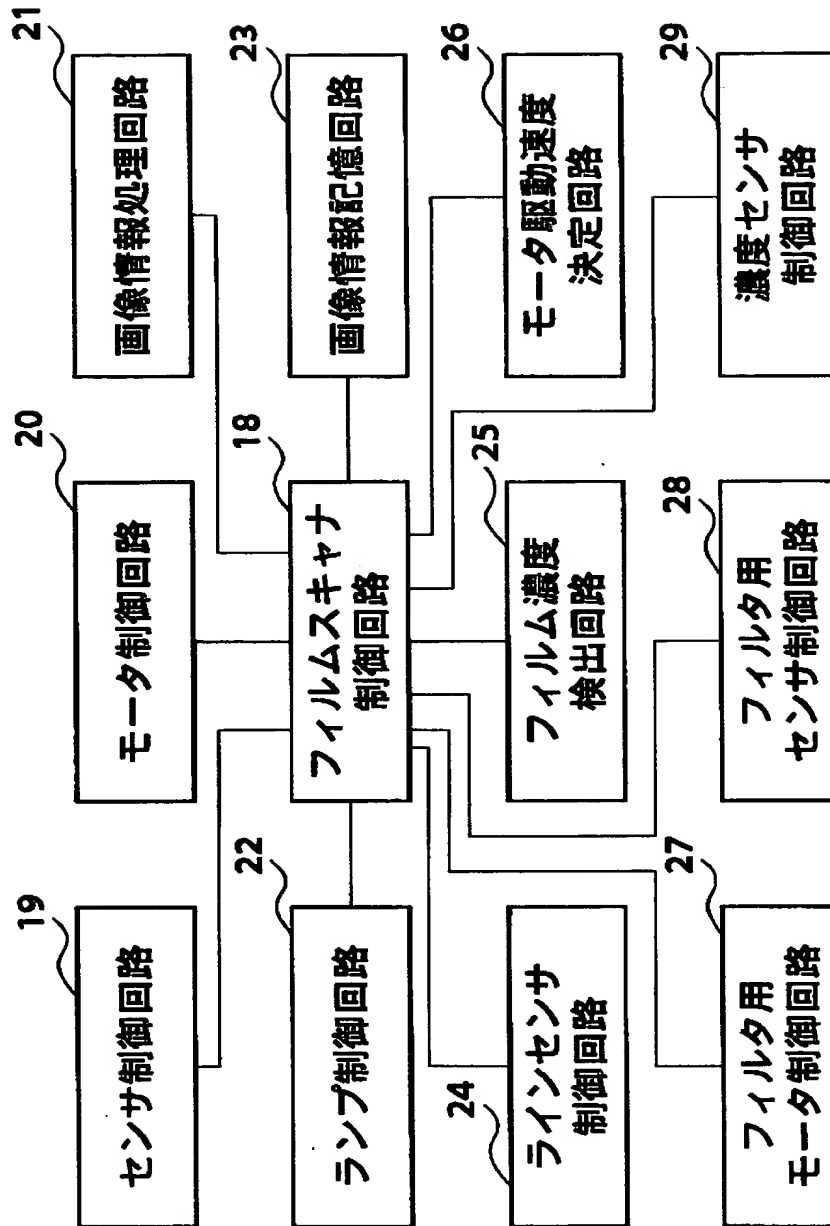 19
センサ制御回路
20
モータ制御回路
21
画像情報処理回路
22
ランプ制御回路
18
フィルムスキャナ
制御回路
23
画像情報記憶回路
24
ラインセンサ
制御回路
25
フィルム濃度
検出回路
26
モータ駆動速度
決定回路
27
フィルタ用
モータ制御回路
28
フィルタ用
センサ制御回路
29
濃度センサ
制御回路